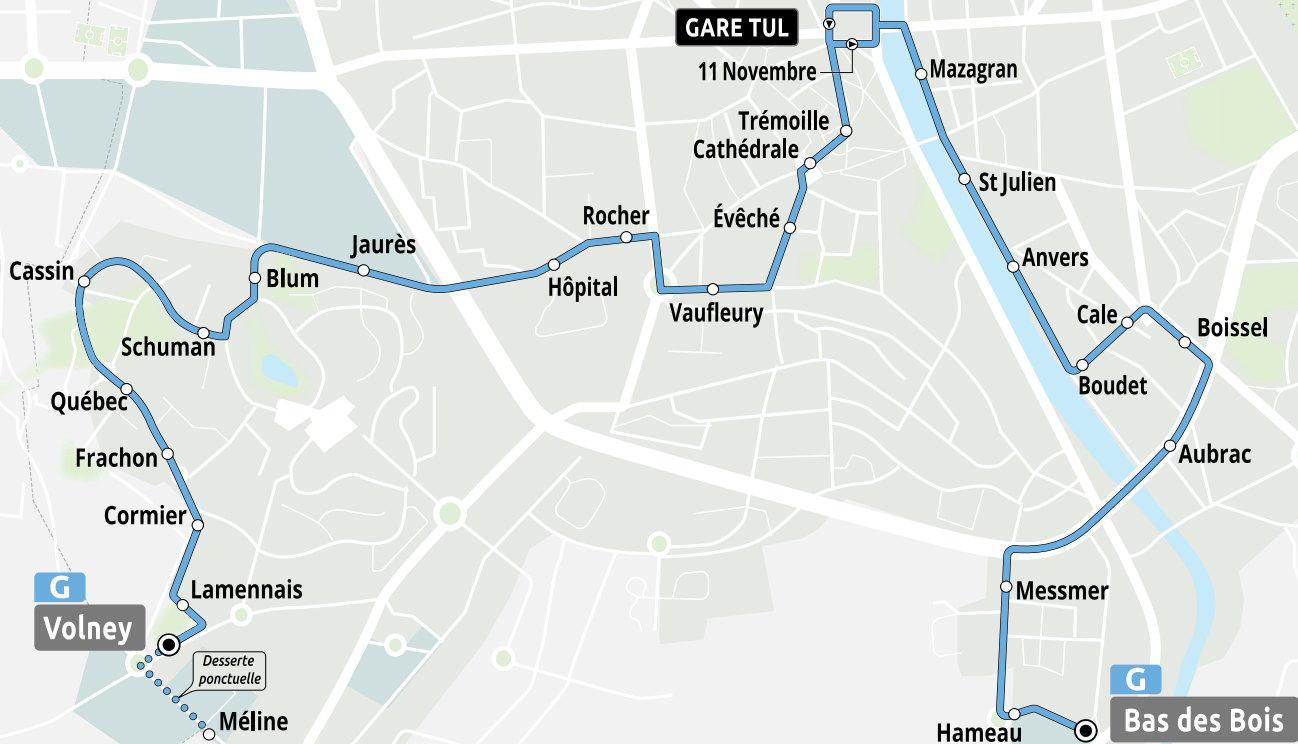 GARE TUL
11 Novembre
Mazagran
Trémoille
Cathédrale
St Julien
Évêché
Rocher
Jaurès
Anvers
Cassin
Blum
Hôpital
Vaufleury
Cale
Boissel
Schuman
Boudet
Québec
Frachon
Aubrac
Cormier
G
Volney
Lamennais
Messmer
Desserte
ponctuelle
Méline
Hameau
G
Bas des Bois